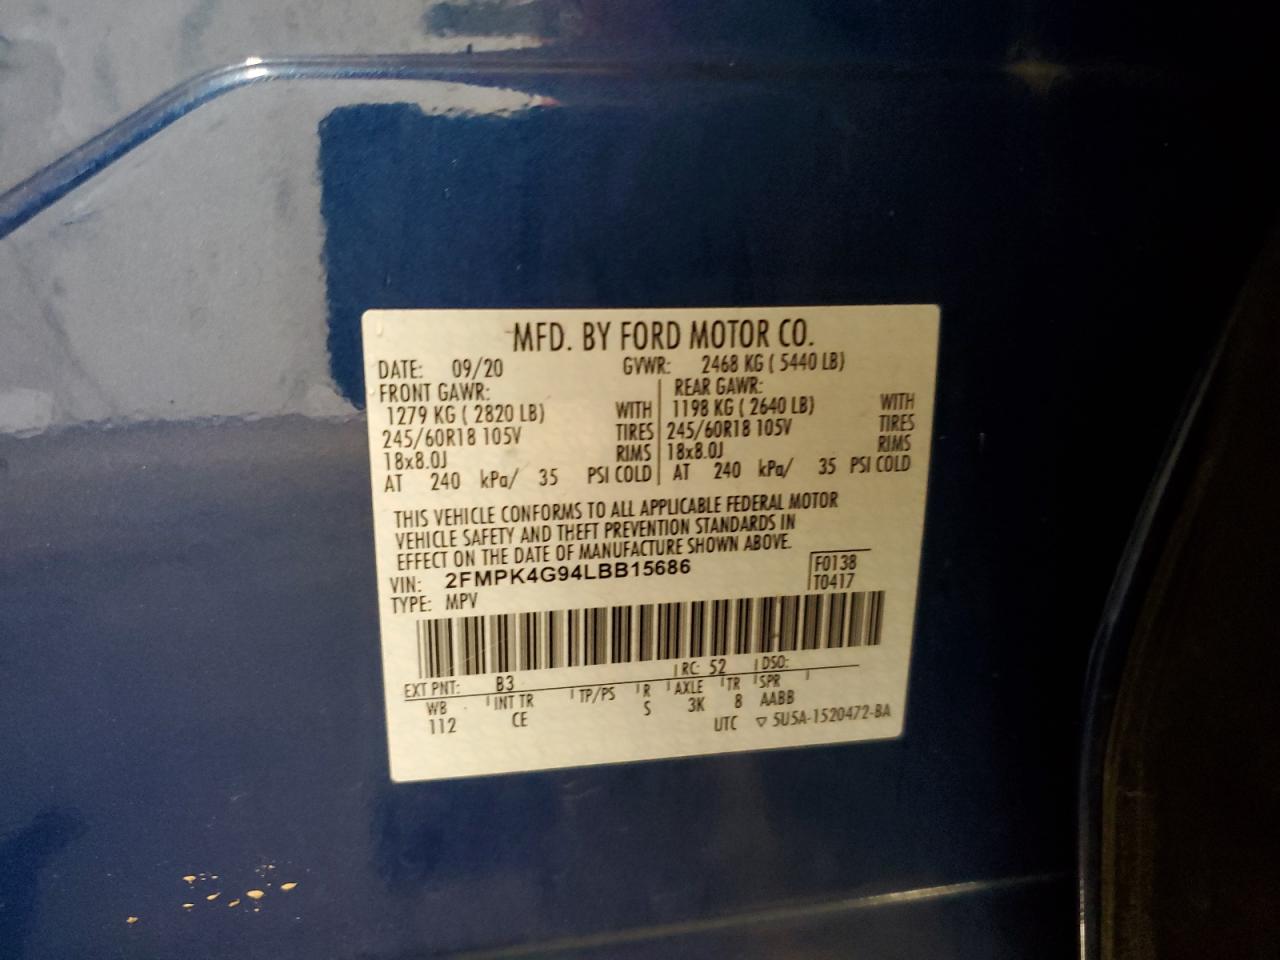 MFD. BY FORD MOTOR CO.
DATE: 09/20 GVWR: 2468 KG ( 5440 LB)
FRONT GAWR: REAR GAWR:
1279 KG ( 2820 LB) WITH 1198 KG ( 2640 LB) WITH
245/60R18 105V TIRES 245/60R18 105V TIRES
18x8.0J RIMS 18x8.0J RIMS
AT 240 kPa/ 35 PSI COLD AT 240 kPa/ 35 PSI COLD
THIS VEHICLE CONFORMS TO ALL APPLICABLE FEDERAL MOTOR
VEHICLE SAFETY AND THEFT PREVENTION STANDARDS IN
EFFECT ON THE DATE OF MANUFACTURE SHOWN ABOVE.
VIN: 2FMPK4G94LBB15686 F0138
TYPE: MPV T0417
EXT PNT: B3 RC: 52 DSO:
WB INT TR TP/PS R AXLE TR SPR
112 CE S 3K 8 AABB
UTC ▽ 5U5A-1520472-BA